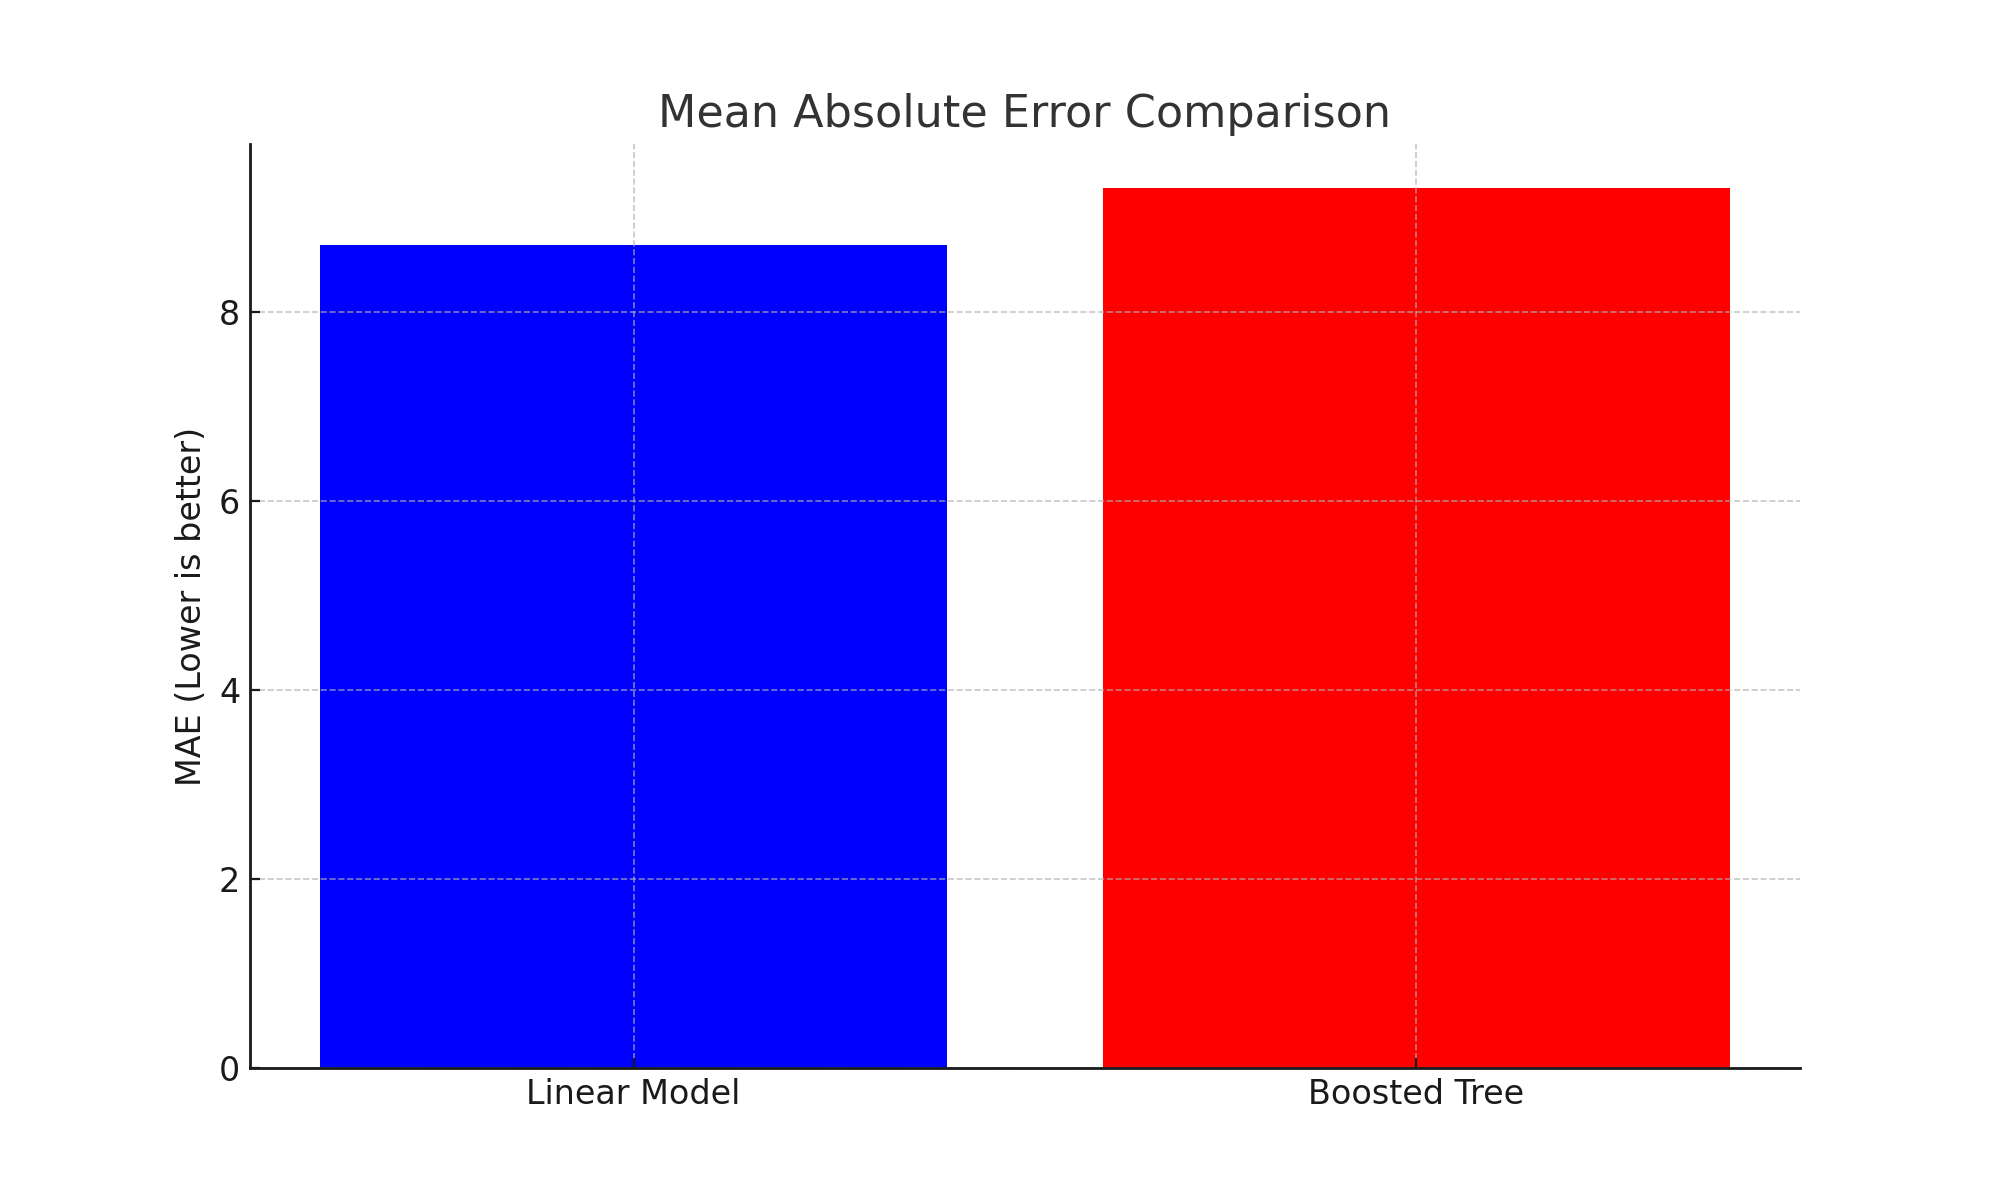 Mean Absolute Error Comparison
MAE (Lower is better)
8
6
4
2
0
Linear Model
Boosted Tree